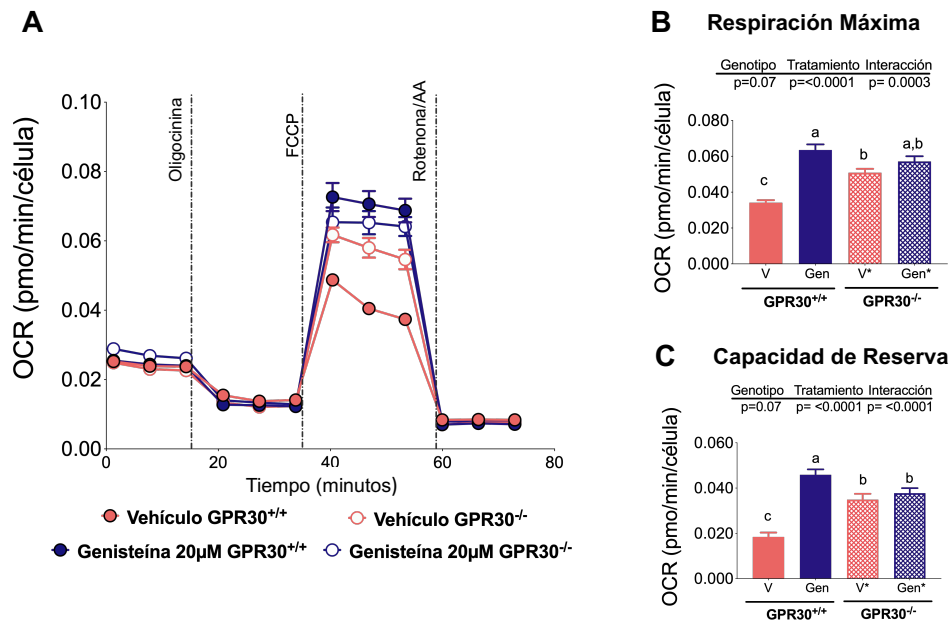 A
OCR (pmo/min/célula)
0.10
0.08
0.06
0.04
0.02
0.00
0
20
40
60
80
Oligocinina
FCCP
Rotenona/AA
Tiempo (minutos)
Vehículo GPR30+/+
Vehículo GPR30-/-
Genisteína 20µM GPR30+/+
Genisteína 20µM GPR30-/-
B
Respiración Máxima
Genotipo Tratamiento Interacción
p=0.07 p=<0.0001 p= 0.0003
OCR (pmo/min/célula)
0.080
0.060
0.040
0.020
0.000
c
a
b
a,b
V Gen V* Gen*
GPR30+/+ GPR30-/-
C
Capacidad de Reserva
Genotipo Tratamiento Interacción
p=0.07 p= <0.0001 p= <0.0001
OCR (pmo/min/célula)
0.060
0.040
0.020
0.000
c
a
b
b
V Gen V* Gen*
GPR30+/+ GPR30-/-